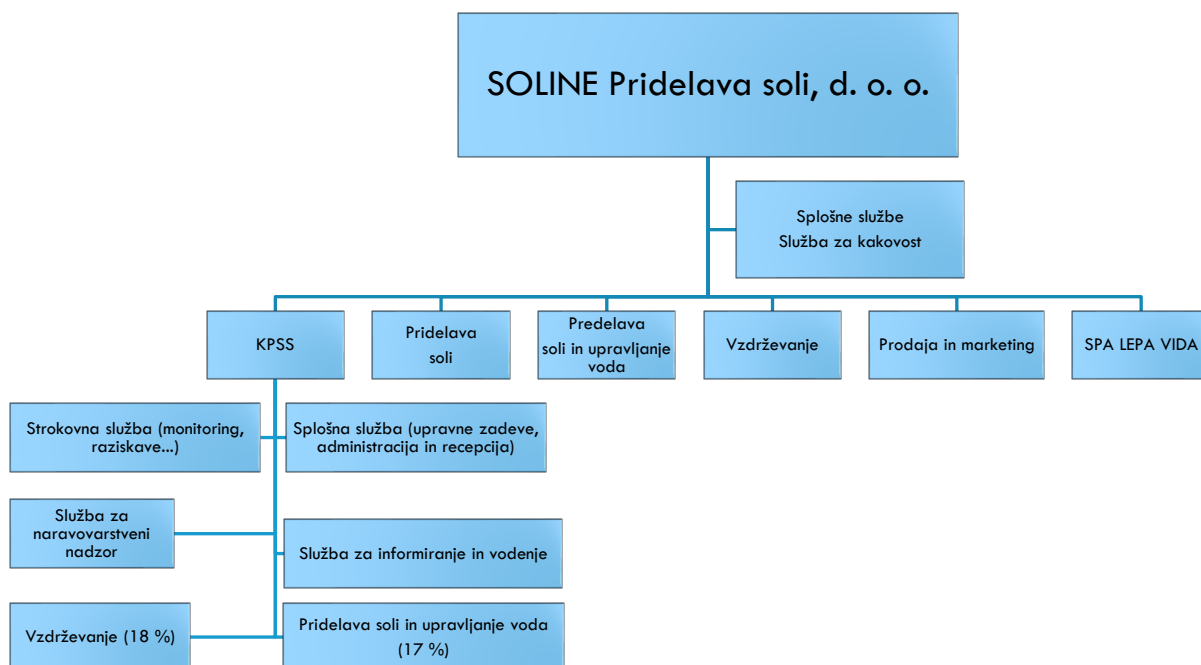 SOLINE Pridelava soli, d. o. o.
Splošne službe
Služba za kakovost
KPSS
Pridelava
soli
Predelava
soli in upravljanje
voda
Vzdrževanje
Prodaja in marketing
SPA LEPA VIDA
Strokovna služba (monitoring,
raziskave...)
Splošna služba (upravne zadeve,
administracija in recepcija)
Služba za
naravovarstveni
nadzor
Služba za informiranje in vodenje
Vzdrževanje (18 %)
Pridelava soli in upravljanje voda
(17 %)